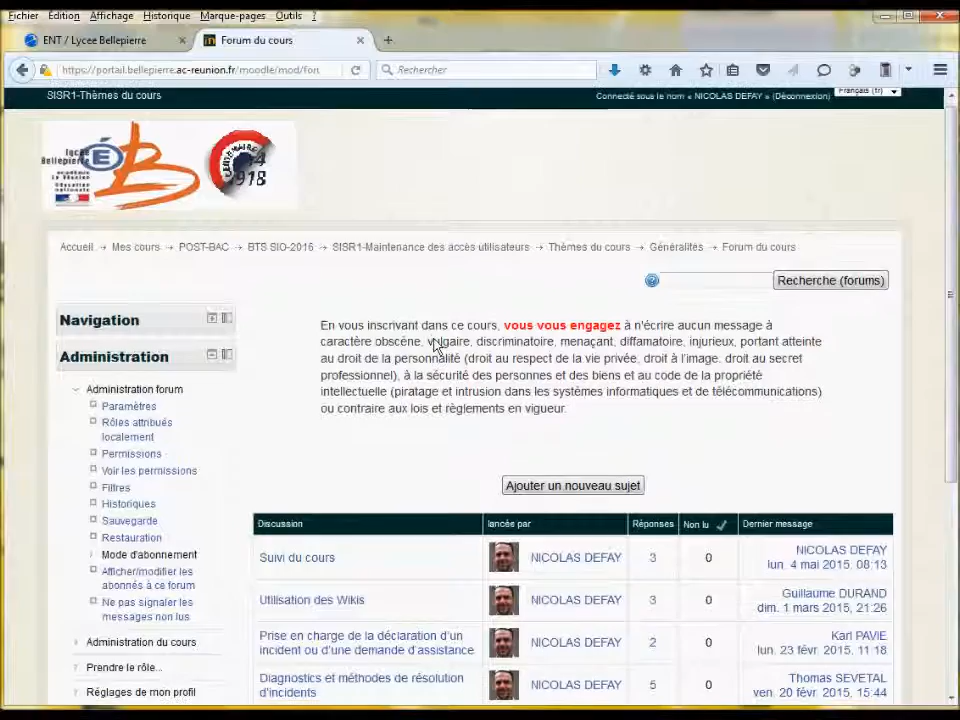 Fichier Édition Affichage Historique Marque-pages Outils ?
ENT / Lycee Bellepierre × Forum du cours × +
https://portail.bellepierre.ac-reunion.fr/moodle/mod/fort Rechercher
SISR1-Thèmes du cours Connecté sous le nom « NICOLAS DEFAY » (Déconnexion) Français (fr)
lycée
Bellepierre
1918
Accueil → Mes cours → POST-BAC → BTS SIO-2016 → SISR1-Maintenance des accès utilisateurs → Thèmes du cours → Généralités → Forum du cours
Recherche (forums)
Navigation
Administration
Administration forum
Paramètres
Rôles attribués
localement
Permissions
Voir les permissions
Filtres
Historiques
Sauvegarde
Restauration
Mode d'abonnement
Afficher/modifier les
abonnés à ce forum
Ne pas signaler les
messages non lus
Administration du cours
Prendre le rôle...
Réglages de mon profil
En vous inscrivant dans ce cours, vous vous engagez à n'écrire aucun message à
caractère obscène, vulgaire, discriminatoire, menaçant, diffamatoire, injurieux, portant atteinte
au droit de la personnalité (droit au respect de la vie privée, droit à l'image, droit au secret
professionnel), à la sécurité des personnes et des biens et au code de la propriété
intellectuelle (piratage et intrusion dans les systèmes informatiques et de télécommunications)
ou contraire aux lois et règlements en vigueur.
Ajouter un nouveau sujet
Discussion lancée par Réponses Non lu Dernier message
Suivi du cours NICOLAS DEFAY 3 0 NICOLAS DEFAY
lun. 4 mai 2015, 08:13
Utilisation des Wikis NICOLAS DEFAY 3 0 Guillaume DURAND
dim. 1 mars 2015, 21:26
Prise en charge de la déclaration d'un
incident ou d'une demande d'assistance NICOLAS DEFAY 2 0 Karl PAVIE
lun. 23 févr. 2015, 11:18
Diagnostics et méthodes de résolution
d'incidents NICOLAS DEFAY 5 0 Thomas SEVETAL
ven. 20 févr. 2015, 15:44